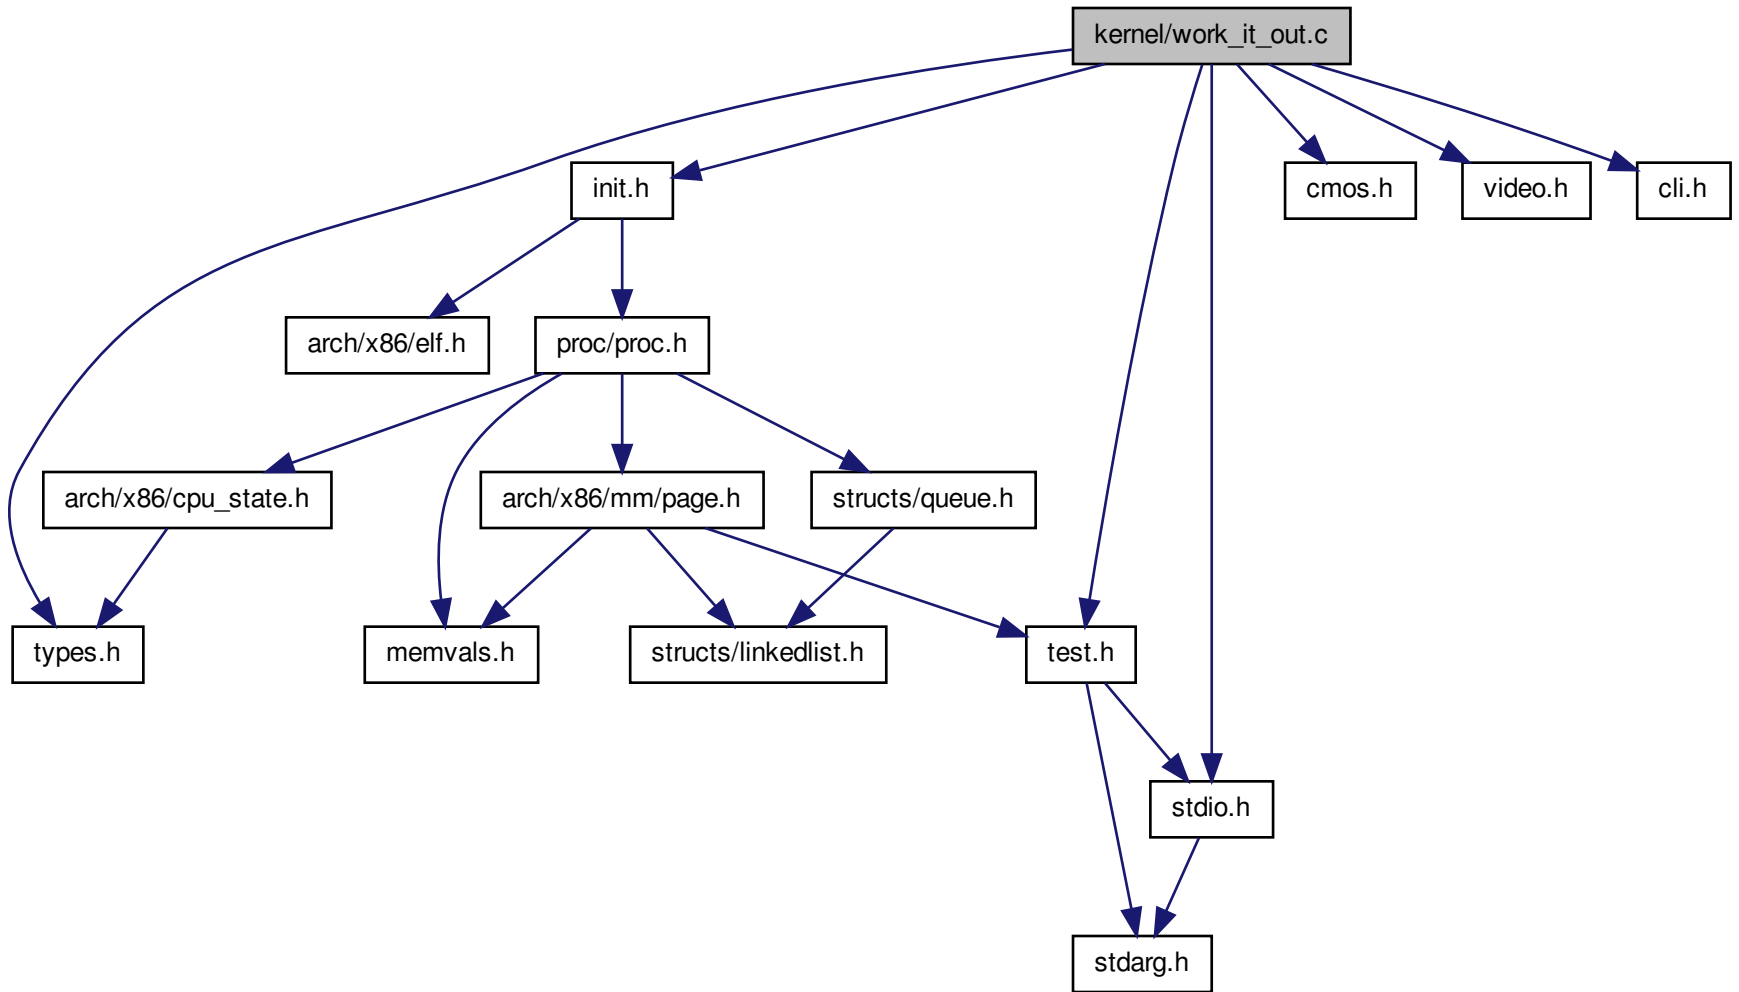 kernel/work_it_out.c
init.h
cmos.h
video.h
cli.h
arch/x86/elf.h
proc/proc.h
arch/x86/cpu_state.h
arch/x86/mm/page.h
structs/queue.h
types.h
memvals.h
structs/linkedlist.h
test.h
stdio.h
stdarg.h